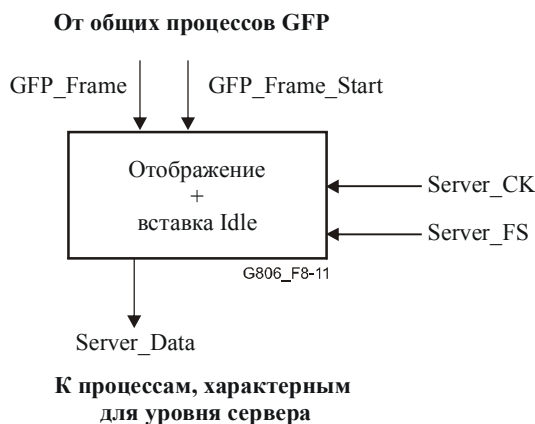 От общих процессов GFP
GFP_Frame
GFP_Frame_Start
Отображение
+
вставка Idle
Server_CK
Server_FS
G806_F8-11
Server_Data
К процессам, характерным
для уровня сервера